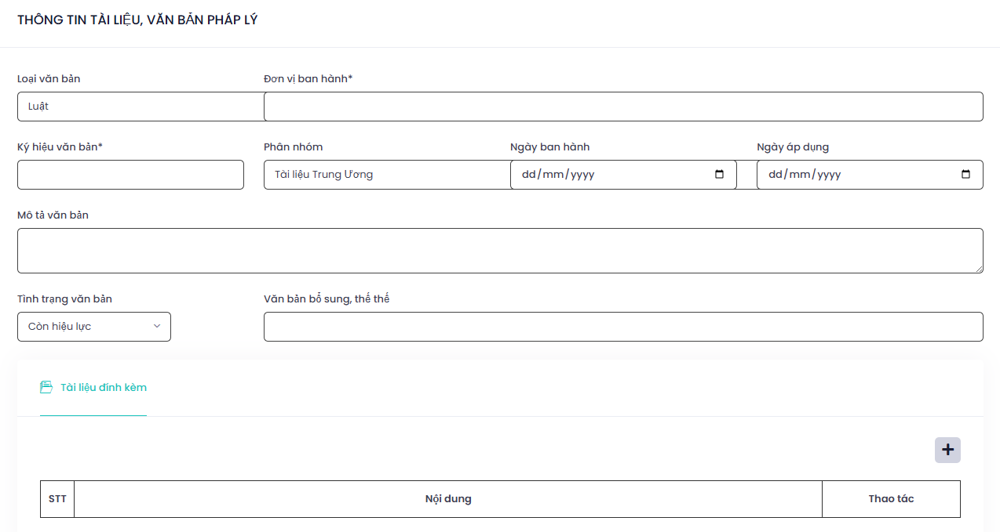 THÔNG TIN TÀI LIỆU, VĂN BẢN PHÁP LÝ
Loại văn bản Đơn vị ban hành*
Luật
Ký hiệu văn bản* Phân nhóm Ngày ban hành Ngày áp dụng
Tài liệu Trung Ương dd/mm/yyyy dd/mm/yyyy
Mô tả văn bản
Tình trạng văn bản Văn bản bổ sung, thế thế
Còn hiệu lực
Tài liệu đính kèm
+
STT Nội dung Thao tác